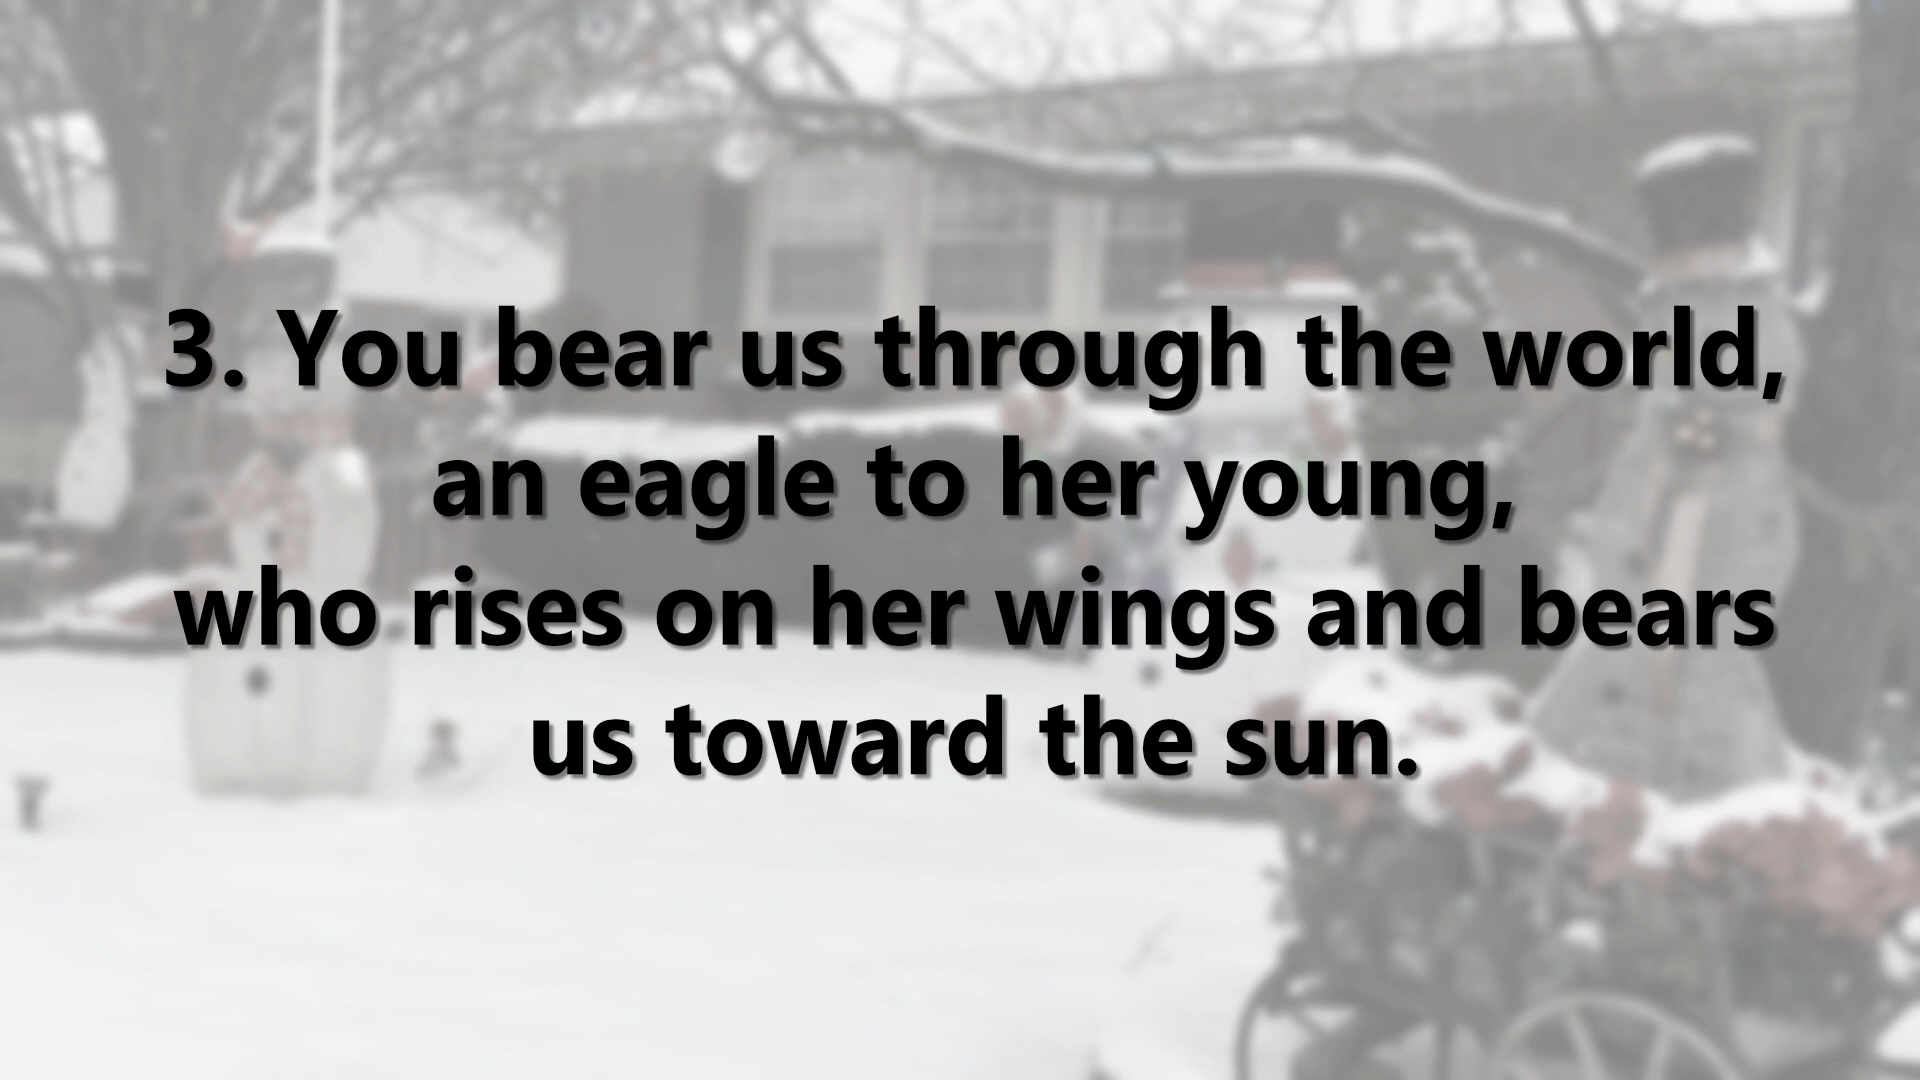 3. You bear us through the world,
an eagle to her young,
who rises on her wings and bears
us toward the sun.